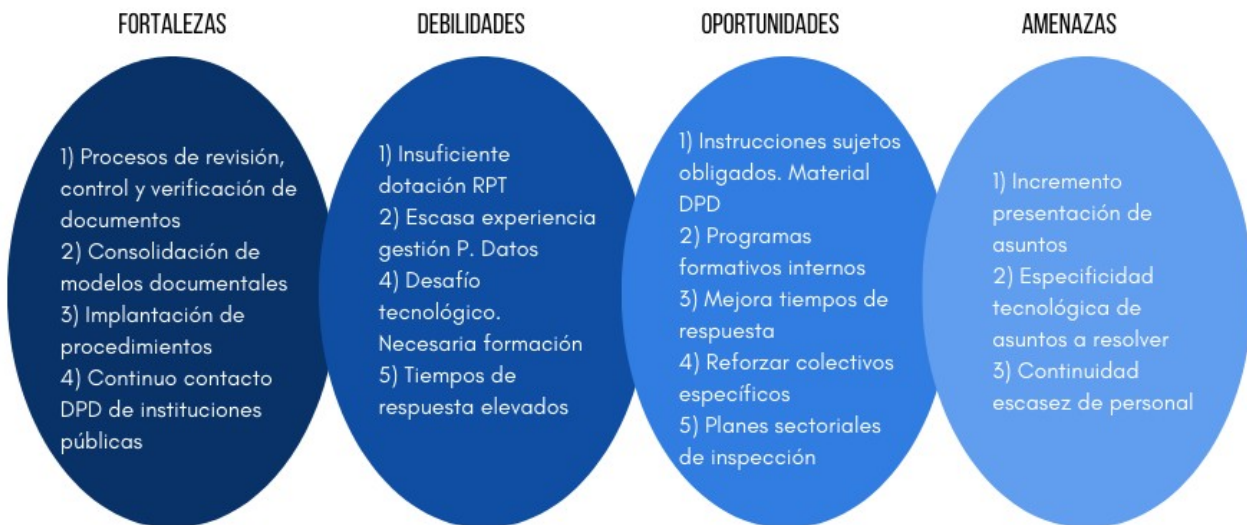 FORTALEZAS
1) Procesos de revisión,
control y verificación de
documentos
2) Consolidación de
modelos documentales
3) Implantación de
procedimientos
4) Continuo contacto
DPD de instituciones
públicas
DEBILIDADES
1) Insuficiente
dotación RPT
2) Escasa experiencia
gestión P. Datos
4) Desafío
tecnológico.
Necesaria formación
5) Tiempos de
respuesta elevados
OPORTUNIDADES
1) Instrucciones sujetos
obligados. Material
DPD
2) Programas
formativos internos
3) Mejora tiempos de
respuesta
4) Reforzar colectivos
específicos
5) Planes sectoriales
de inspección
AMENAZAS
1) Incremento
presentación de
asuntos
2) Especificidad
tecnológica de
asuntos a resolver
3) Continuidad
escasez de personal